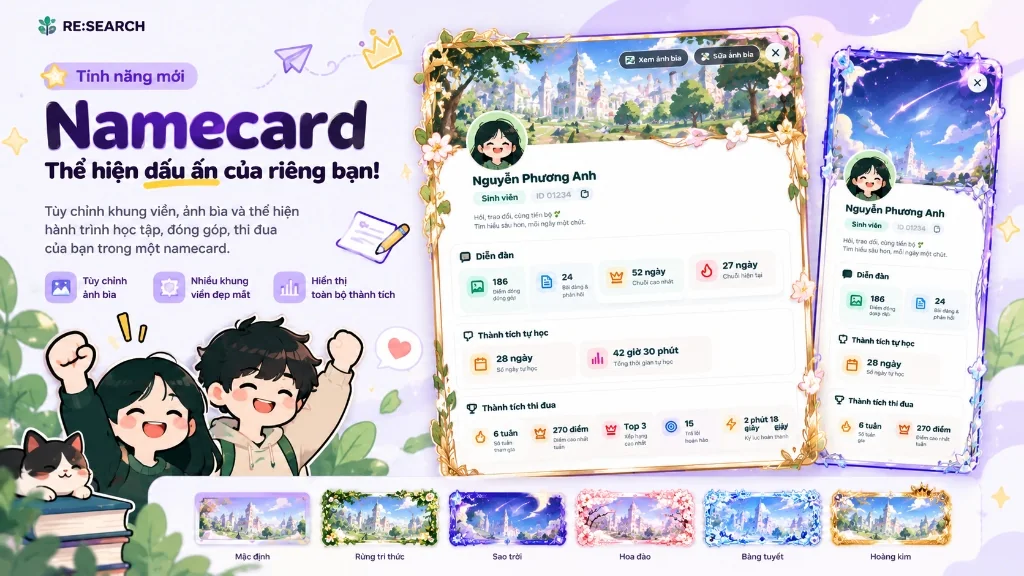 RE:SEARCH
Tính năng mới
Namecard
Thể hiện dấu ấn của riêng bạn!
Tùy chỉnh khung viền, ảnh bìa và thể hiện
hành trình học tập, đóng góp, thi đua
của bạn trong một namecard.
Tùy chỉnh
ảnh bìa
Nhiều khung
viền đẹp mắt
Hiển thị
toàn bộ thành tích
Xem ảnh bìa
Sửa ảnh bìa
Nguyễn Phương Anh
Sinh viên
ID 01234
Hỏi, trao đổi, cùng tiến bộ
Tìm hiểu sâu hơn, mỗi ngày một chút.
Diễn đàn
186
Điểm đóng
góp
24
Bài đăng &
phản hồi
52 ngày
Chuỗi cao nhất
27 ngày
Chuỗi hiện tại
Thành tích tự học
28 ngày
Số ngày tự học
42 giờ 30 phút
Tổng thời gian tự học
Thành tích thi đua
6 tuần
Số tuần
tham gia
270 điểm
Điểm cao nhất
tuần
Top 3
Xếp hạng
cao nhất
15
Trả lời
hoàn hảo
2 phút 18
giây
Kỷ lục hoàn thành
Nguyễn Phương Anh
Sinh viên
ID 01234
Hỏi, trao đổi, cùng tiến bộ
Tìm hiểu sâu hơn, mỗi ngày một chút.
Diễn đàn
186
Điểm đóng
24
Bài đăng &
phản hồi
Thành tích tự học
28 ngày
Số ngày tự học
Thành tích thi đua
6 tuần
Số tuần
270 điểm
Điểm cao nhất
tuần
Mặc định
Rừng tri thức
Sao trời
Hoa đào
Băng tuyết
Hoàng kim